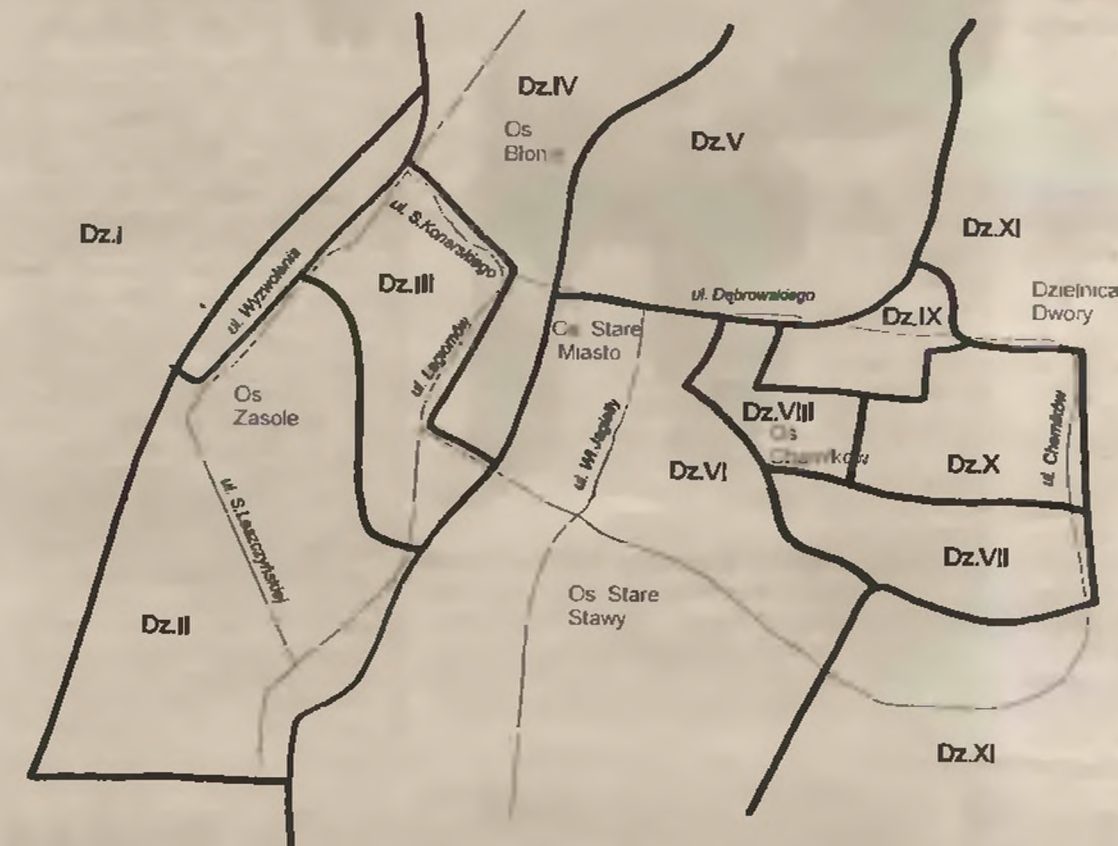 Dz.IV
Os
Błonie
Dz.V
Dz.I
ul. S.Konarskiego
Dz.XI
ul. Wyzwolenia
Dz.III
ul. Dąbrowskiego
Dzielnica
Dwory
Dz.IX
Os Stare
Miasto
ul. Legionów
Os
Zasole
Dz.VIII
Os
ul. Wł.Jagiełły
Dz.VI
Dz.X
ul. Chemików
ul. S.Leszczyńskiej
Dz.VII
Os Stare
Stawy
Dz.II
Dz.XI